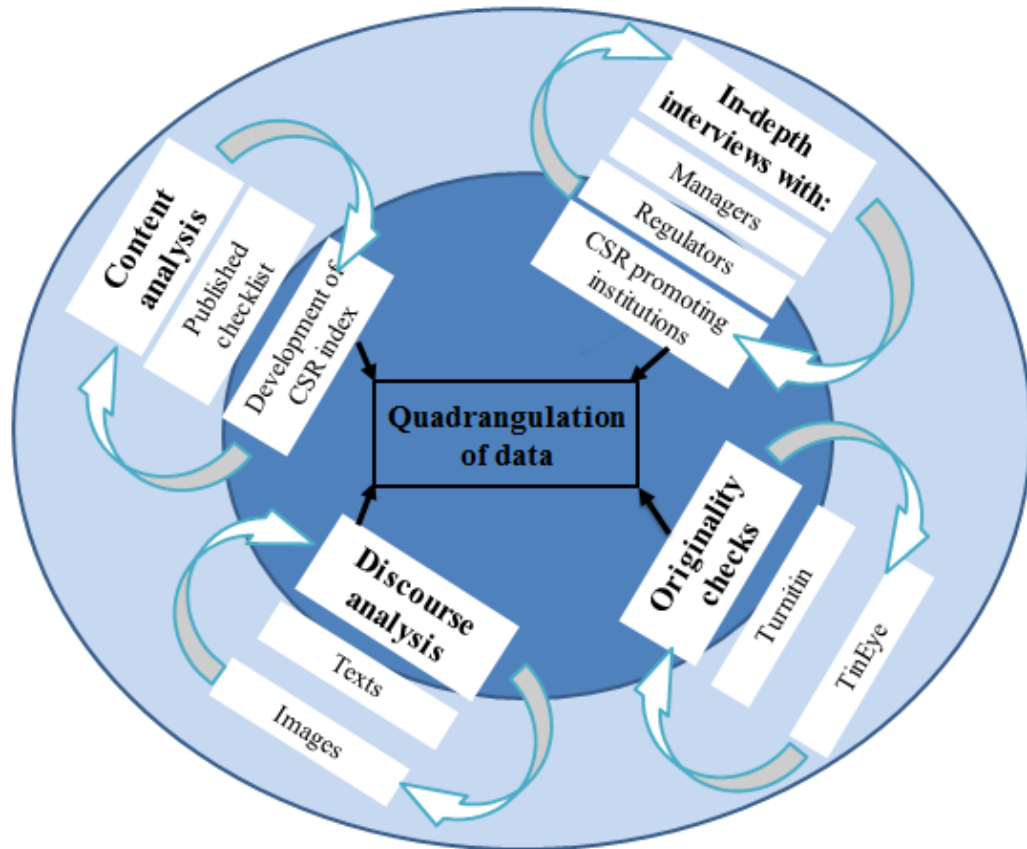 In-depth
interviews with:
Managers
Regulators
CSR promoting
institutions
Content
analysis
Published
checklist
Development of
CSR index
Quadrangulation
of data
Discourse
analysis
Texts
Images
Originality
checks
Turnitin
TinEye